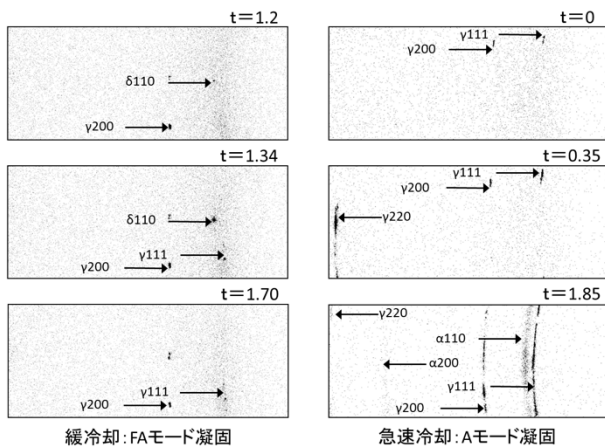 t=1.2
δ110
γ200
t=1.34
δ110
γ111
γ200
t=1.70
γ111
γ200
緩冷却:FAモード凝固
t=0
γ111
γ200
t=0.35
γ111
γ200
γ220
t=1.85
γ220
α110
α200
γ111
γ200
急速冷却:Aモード凝固